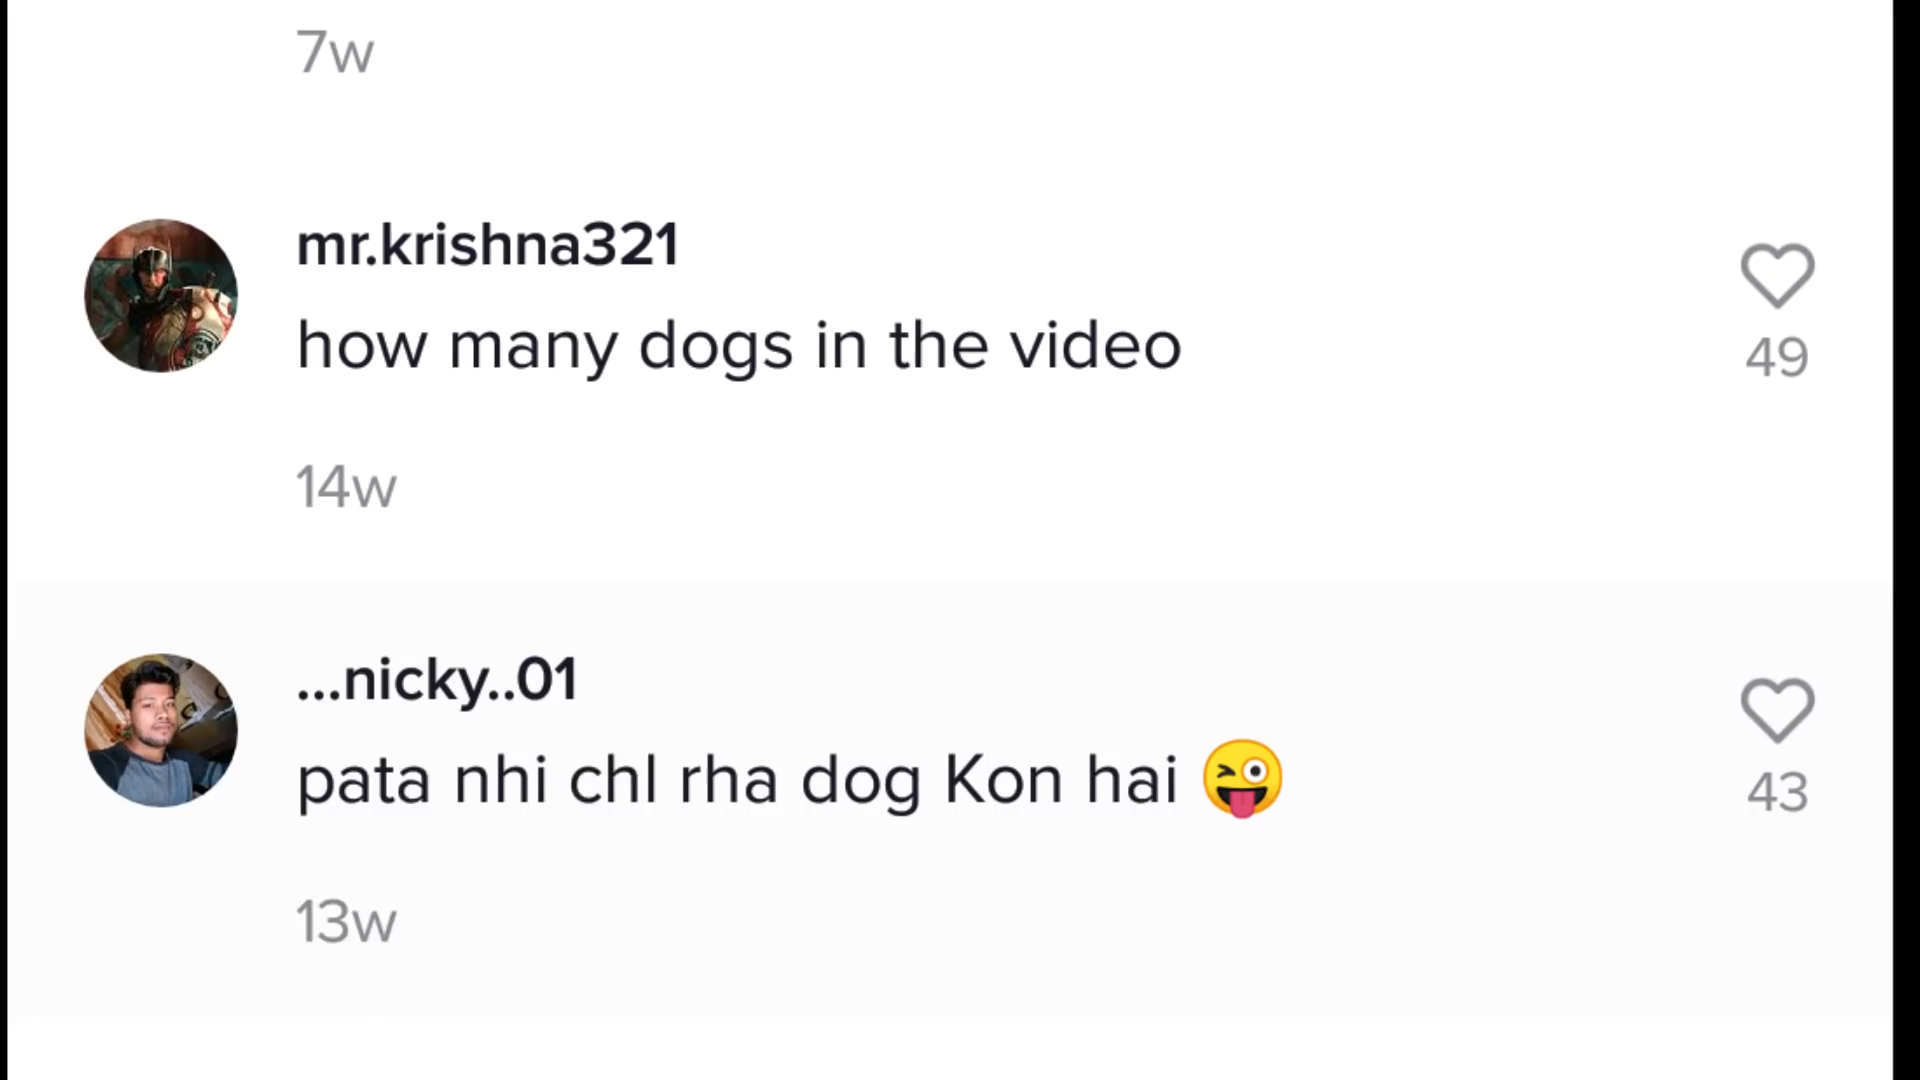 7w
mr.krishna321
how many dogs in the video
49
14w
...nicky..01
pata nhi chl rha dog Kon hai 😜
43
13w